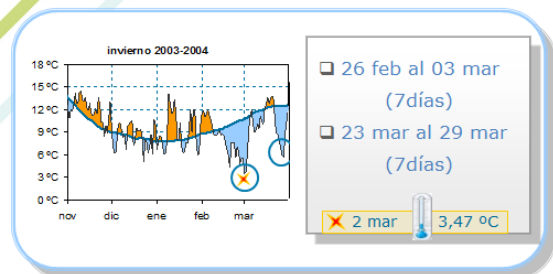 invierno 2003-2004
18 ºC
15 ºC
12 ºC
9 ºC
6 ºC
3 ºC
0 ºC
nov dic ene feb mar
26 feb al 03 mar
(7días)
23 mar al 29 mar
(7días)
2 mar 3,47 ºC